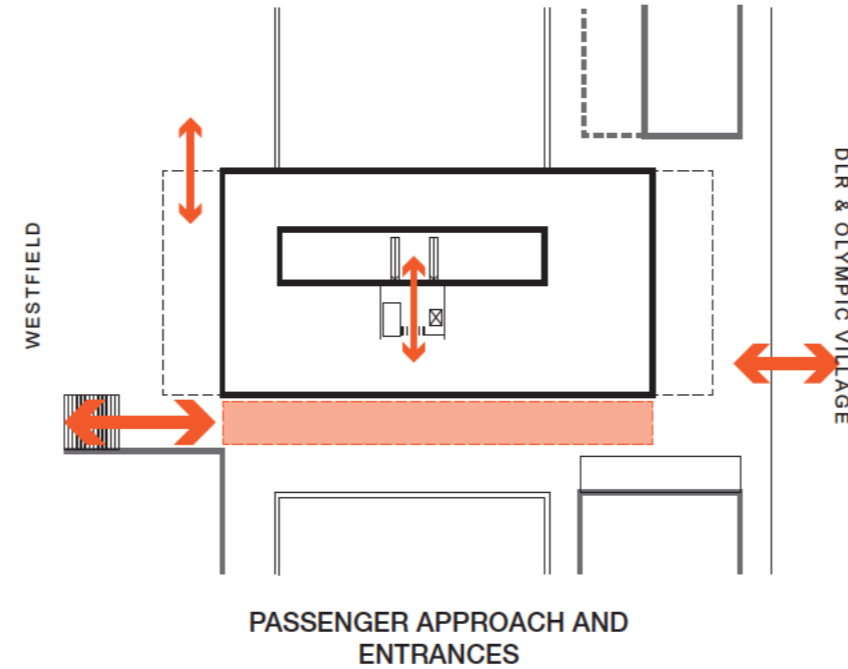 WESTFIELD
DLR & OLYMPIC VILLAGE
PASSENGER APPROACH AND
ENTRANCES